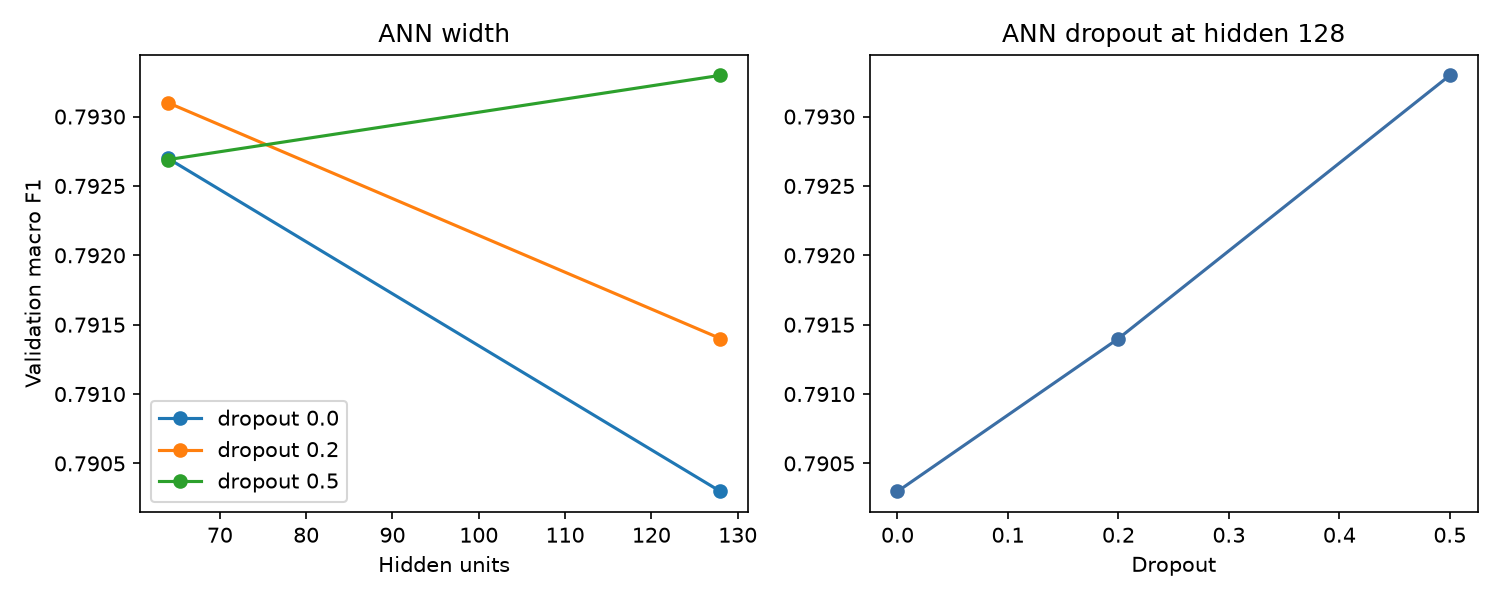 ANN width
Validation macro F1
0.7930
0.7925
0.7920
0.7915
0.7910
0.7905
dropout 0.0
dropout 0.2
dropout 0.5
70 80 90 100 110 120 130
Hidden units
ANN dropout at hidden 128
0.7930
0.7925
0.7920
0.7915
0.7910
0.7905
0.0 0.1 0.2 0.3 0.4 0.5
Dropout